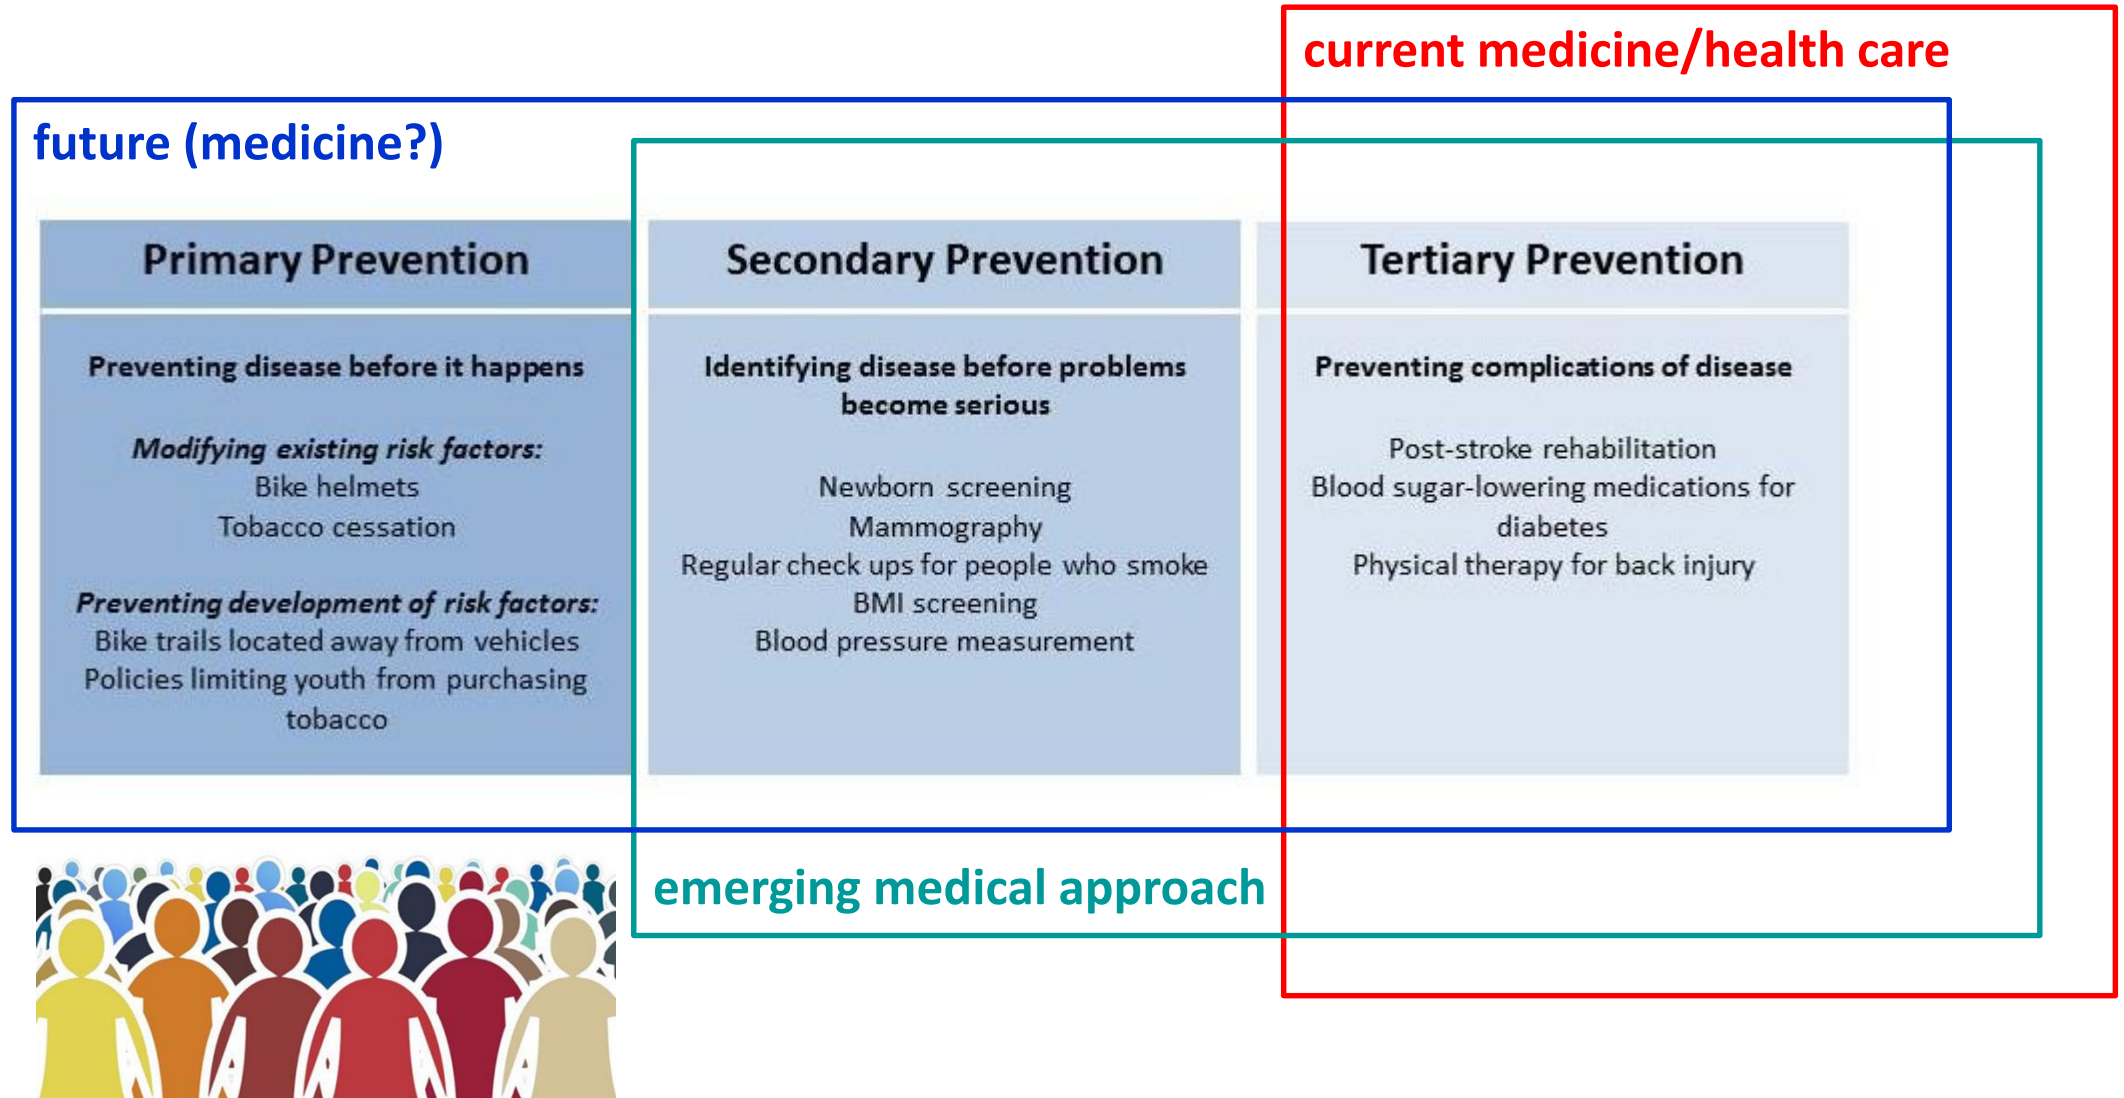 current medicine/health care
future (medicine?)
Primary Prevention
Preventing disease before it happens
Modifying existing risk factors:
Bike helmets
Tobacco cessation
Preventing development of risk factors:
Bike trails located away from vehicles
Policies limiting youth from purchasing
tobacco
Secondary Prevention
Identifying disease before problems
become serious
Newborn screening
Mammography
Regular check ups for people who smoke
BMI screening
Blood pressure measurement
Tertiary Prevention
Preventing complications of disease
Post-stroke rehabilitation
Blood sugar-lowering medications for
diabetes
Physical therapy for back injury
emerging medical approach